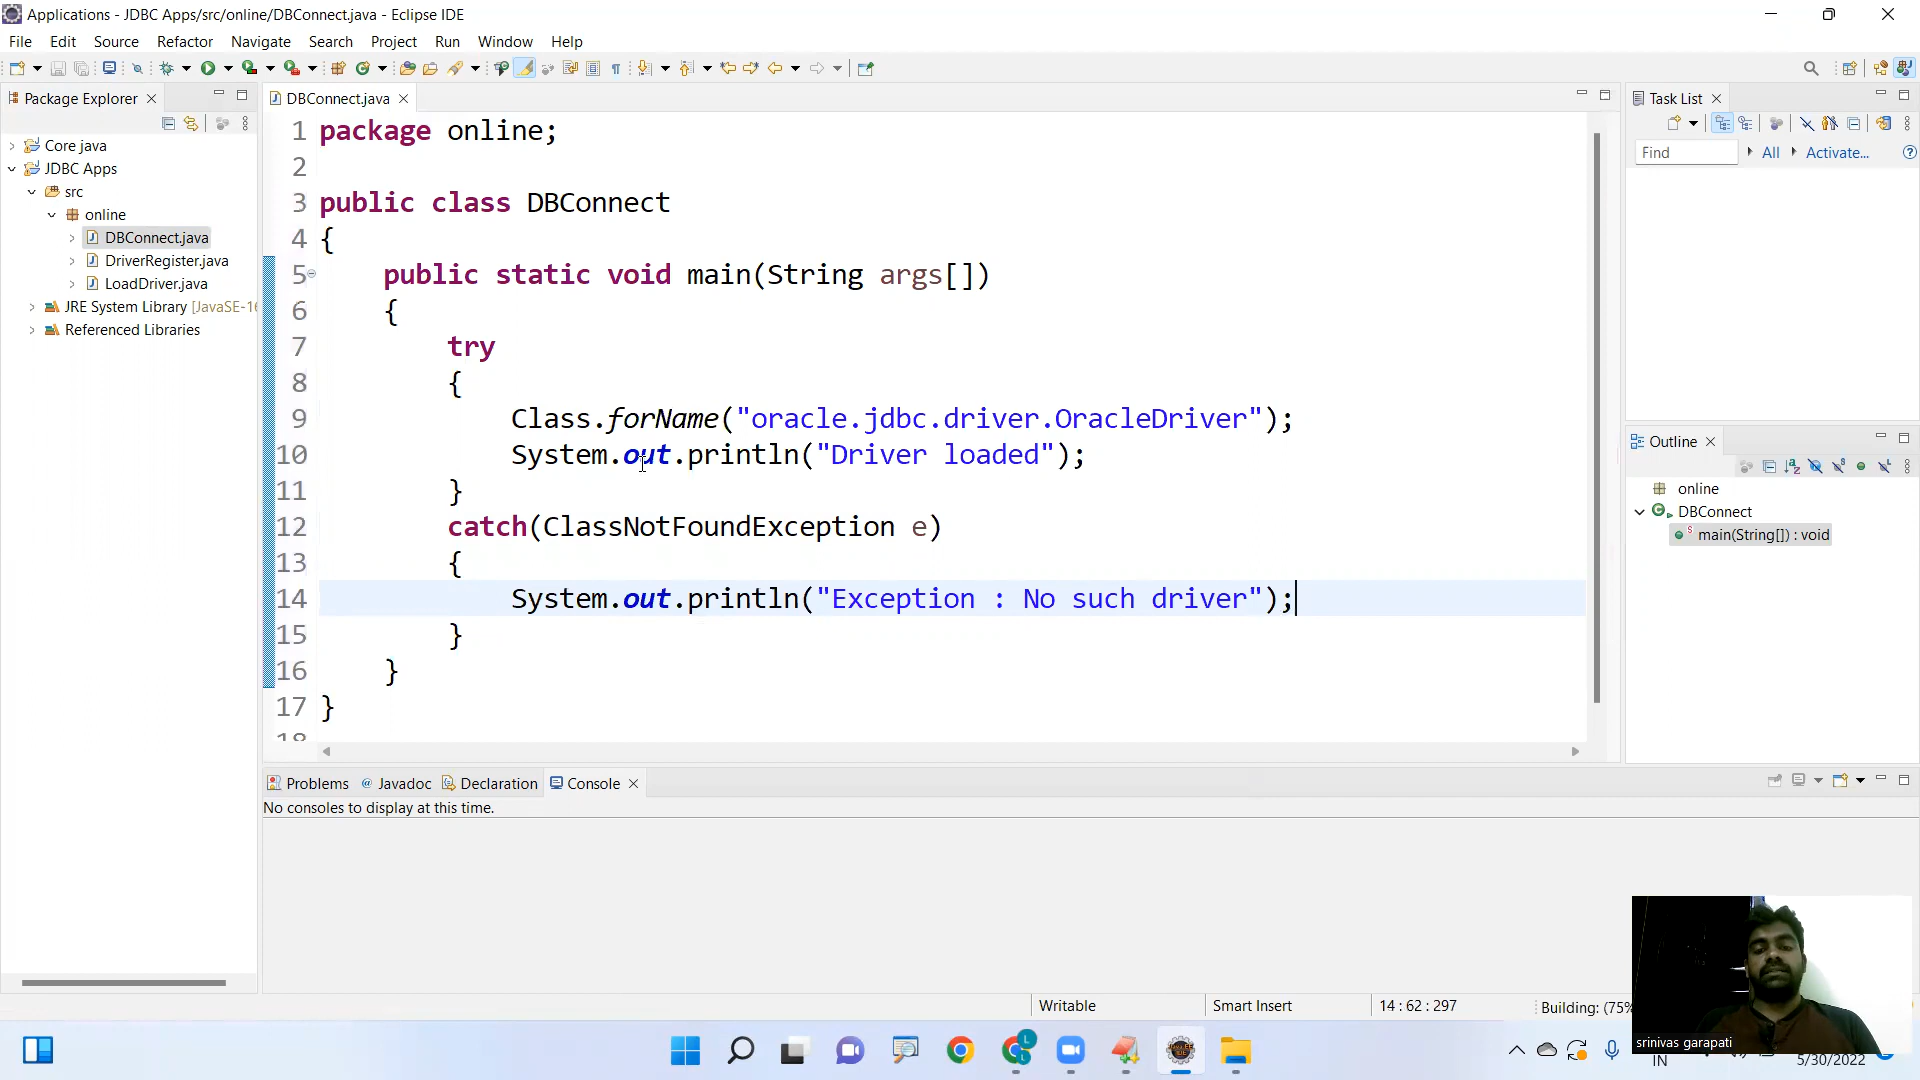 Applications - JDBC Apps/src/online/DBConnect.java - Eclipse IDE
File Edit Source Refactor Navigate Search Project Run Window Help
Package Explorer
Core java
JDBC Apps
src
online
DBConnect.java
DriverRegister.java
LoadDriver.java
JRE System Library [JavaSE-16
Referenced Libraries
DBConnect.java
1 package online;
2
3 public class DBConnect
4 {
5 public static void main(String args[])
6 {
7 try
8 {
9 Class.forName("oracle.jdbc.driver.OracleDriver");
10 System.out.println("Driver loaded");
11 }
12 catch(ClassNotFoundException e)
13 {
14 System.out.println("Exception : No such driver");
15 }
16 }
17 }
18
Task List
Find All Activate...
Outline
online
DBConnect
main(String[]) : void
Problems @ Javadoc Declaration Console
No consoles to display at this time.
Writable Smart Insert 14 : 62 : 297 Building: (75%
srinivas garapati
IN
5/30/2022